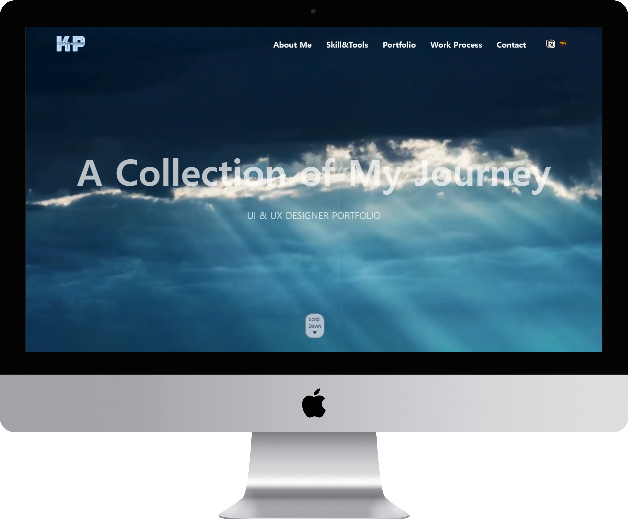 KHP
About Me Skill&Tools Portfolio Work Process Contact
A Collection of My Journey
UI & UX DESIGNER PORTFOLIO
Scroll
Down